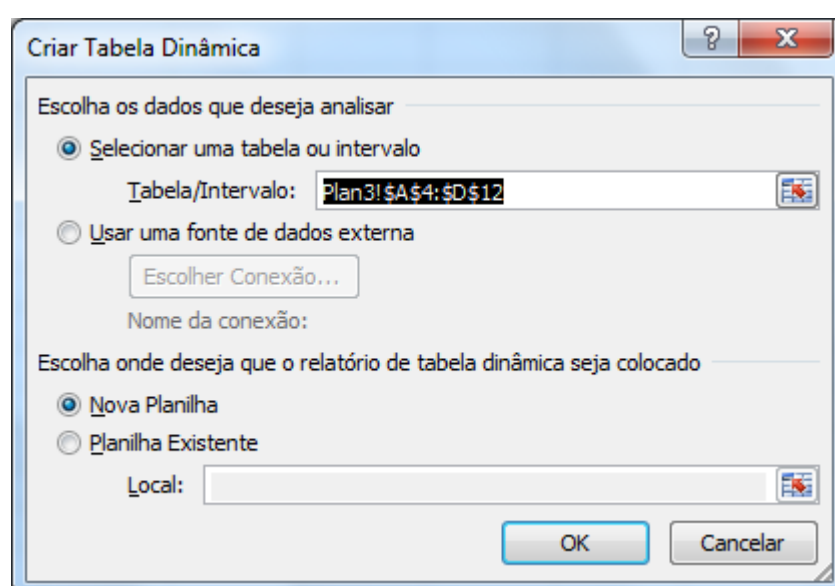 Criar Tabela Dinâmica
?
Escolha os dados que deseja analisar
Selecionar uma tabela ou intervalo
Tabela/Intervalo: Plan3!$A$4:$D$12
Usar uma fonte de dados externa
Escolher Conexão...
Nome da conexão:
Escolha onde deseja que o relatório de tabela dinâmica seja colocado
Nova Planilha
Planilha Existente
Local:
OK Cancelar